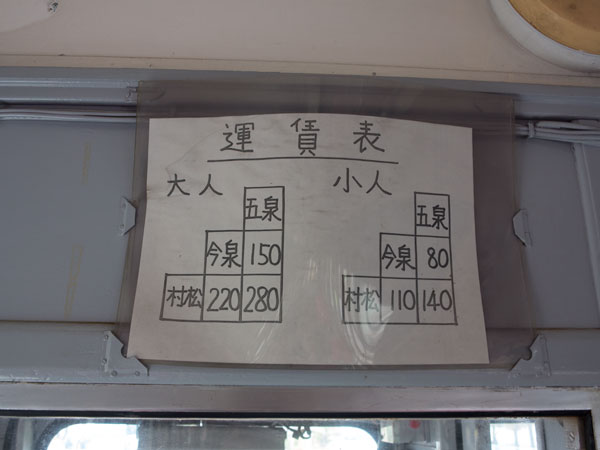 運賃表
大人 小人
五泉 五泉
今泉 150 今泉 80
村松 220 280 村松 110 140